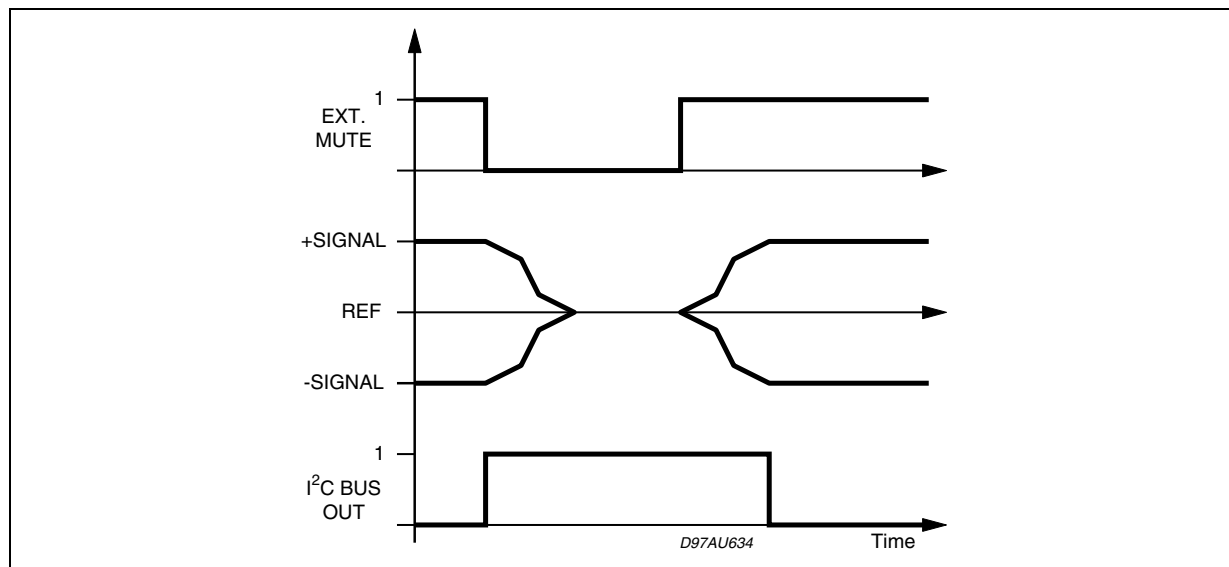 1
EXT.
MUTE
+SIGNAL
REF
-SIGNAL
1
I²C BUS
OUT
D97AU634
Time